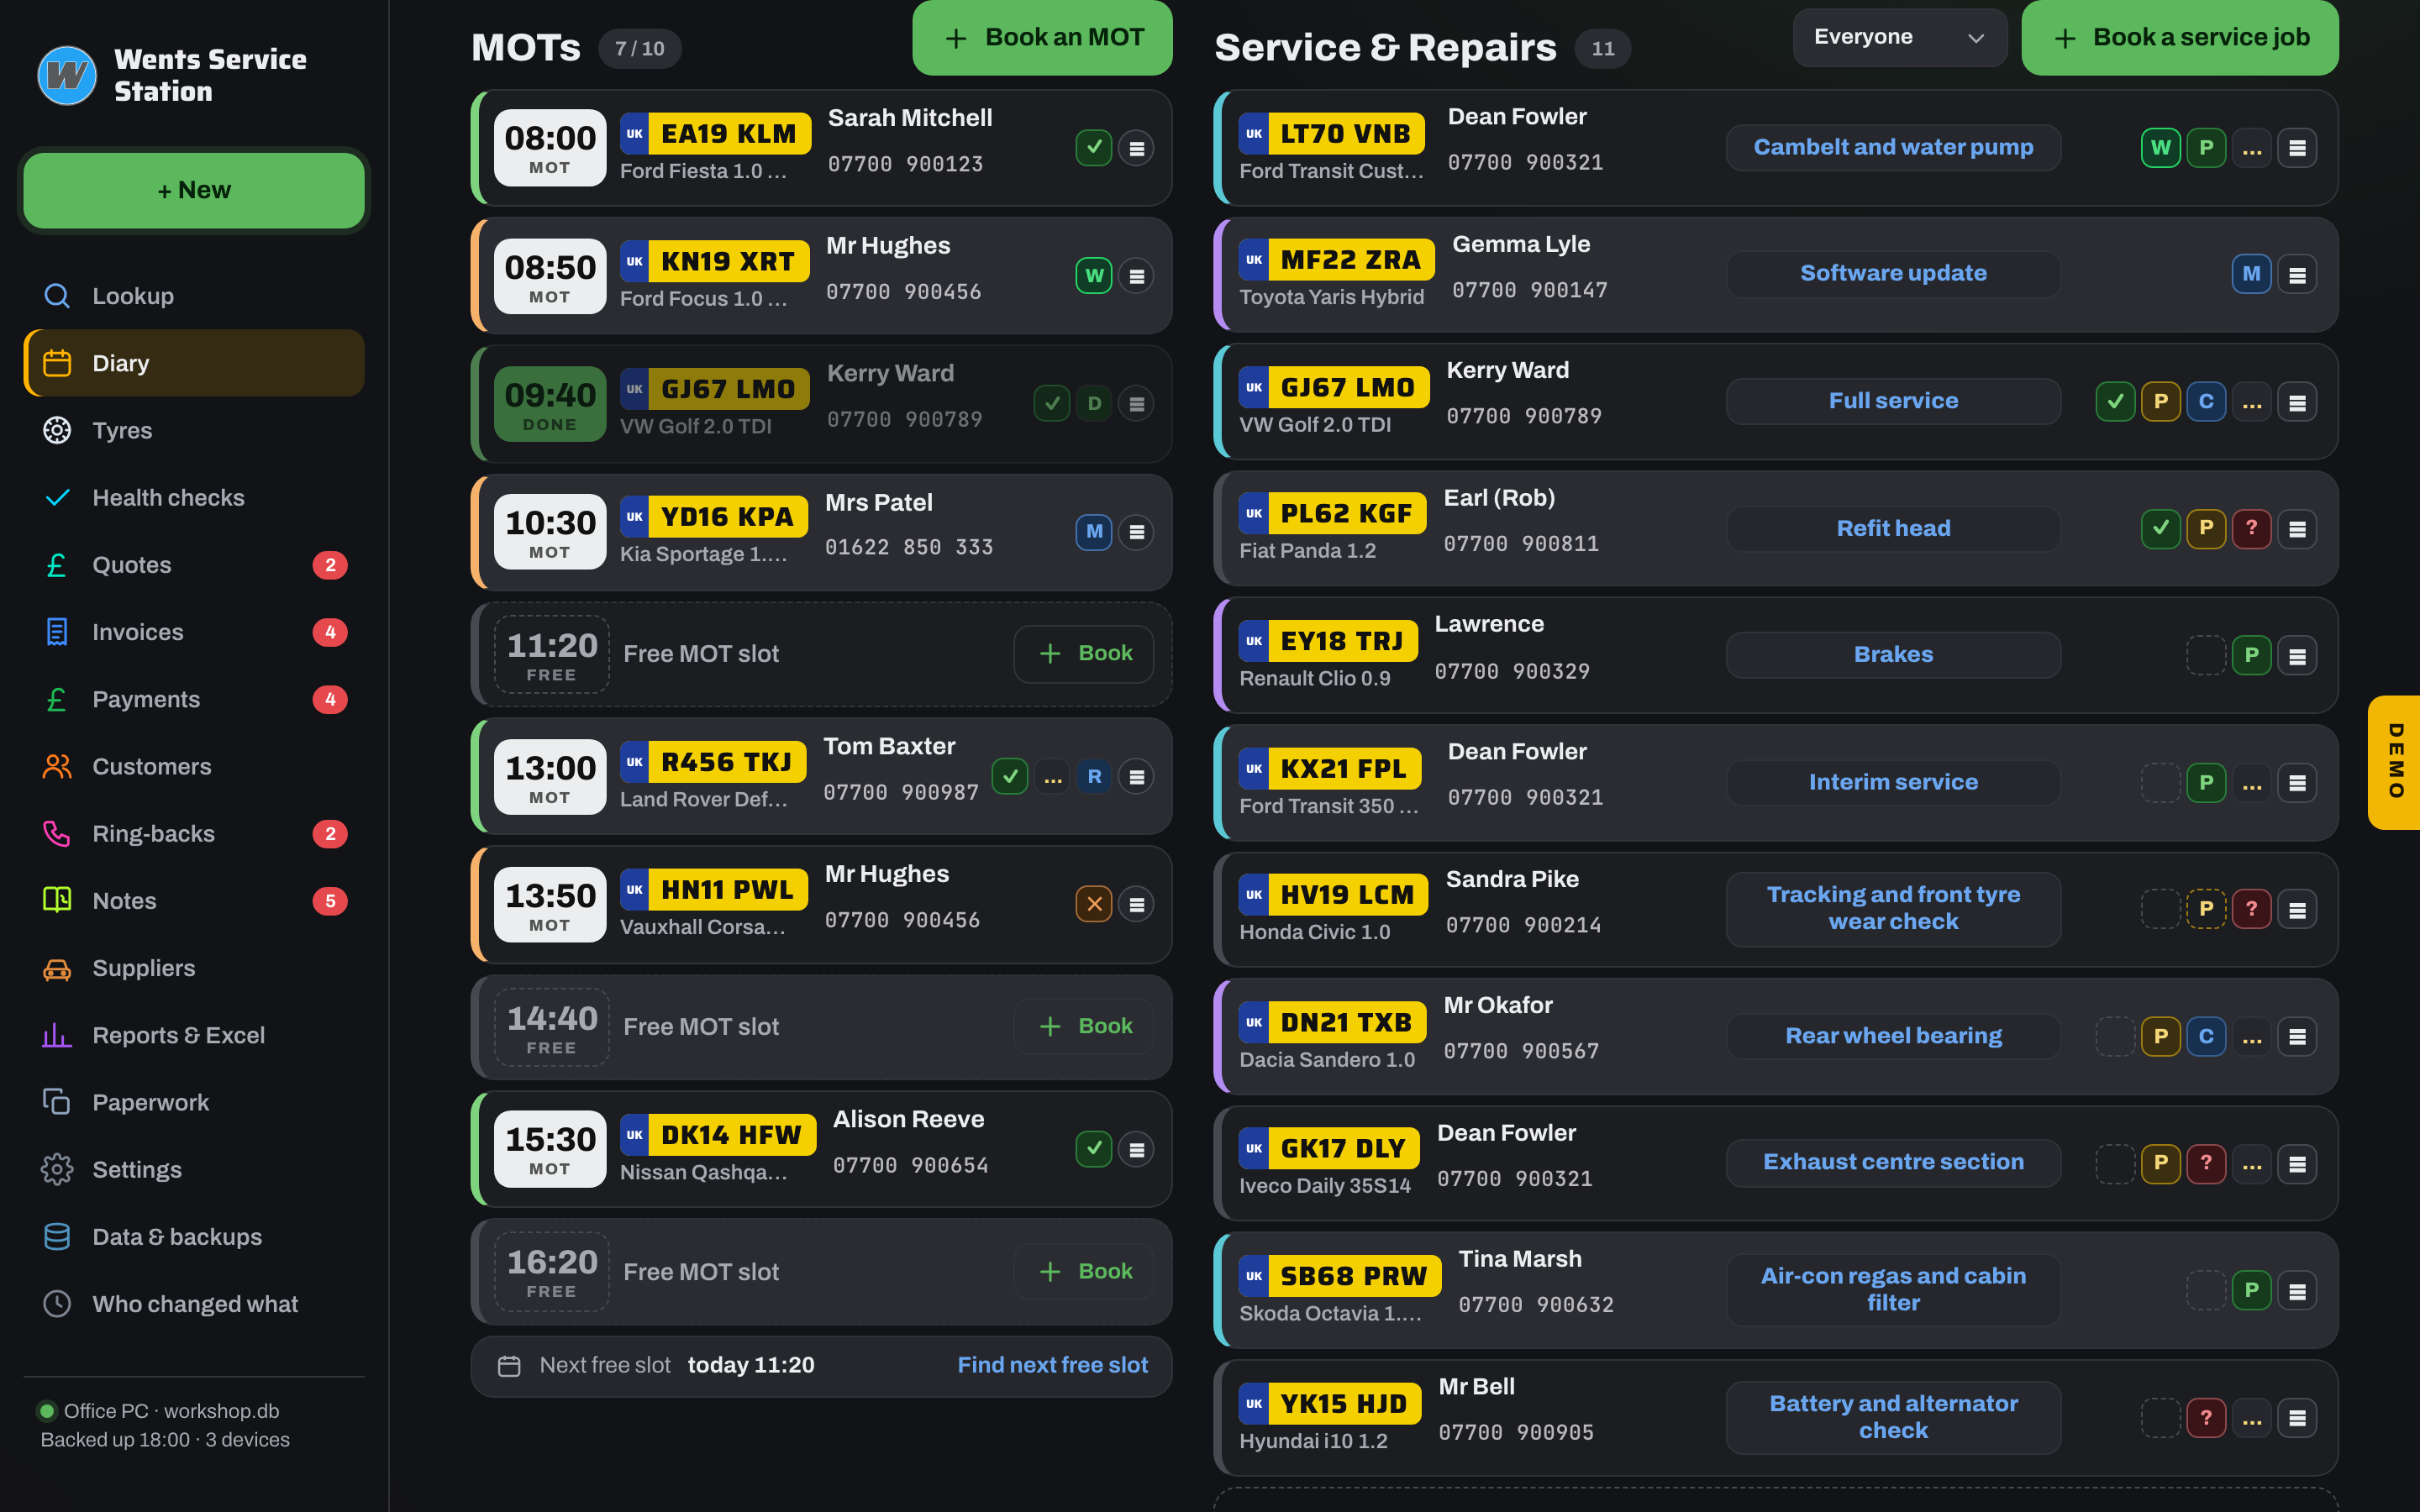 W
Wents Service
Station
+ New
Lookup
Diary
Tyres
Health checks
£ Quotes 2
Invoices 4
£ Payments 4
Customers
Ring-backs 2
Notes 5
Suppliers
Reports & Excel
Paperwork
Settings
Data & backups
Who changed what
Office PC · workshop.db
Backed up 18:00 · 3 devices
MOTs 7 / 10 + Book an MOT
08:00 MOT
UK EA19 KLM
Ford Fiesta 1.0 …
Sarah Mitchell
07700 900123
08:50 MOT
UK KN19 XRT
Ford Focus 1.0 …
Mr Hughes
07700 900456
W
09:40 DONE
UK GJ67 LMO
VW Golf 2.0 TDI
Kerry Ward
07700 900789
D
10:30 MOT
UK YD16 KPA
Kia Sportage 1.…
Mrs Patel
01622 850 333
M
11:20 FREE
Free MOT slot
+ Book
13:00 MOT
UK R456 TKJ
Land Rover Def…
Tom Baxter
07700 900987
… R
13:50 MOT
UK HN11 PWL
Vauxhall Corsa…
Mr Hughes
07700 900456
14:40 FREE
Free MOT slot
+ Book
15:30 MOT
UK DK14 HFW
Nissan Qashqa…
Alison Reeve
07700 900654
16:20 FREE
Free MOT slot
+ Book
Next free slot today 11:20 Find next free slot
Service & Repairs 11 Everyone + Book a service job
UK LT70 VNB
Ford Transit Cust…
Dean Fowler
07700 900321
Cambelt and water pump
W P …
UK MF22 ZRA
Toyota Yaris Hybrid
Gemma Lyle
07700 900147
Software update
M
UK GJ67 LMO
VW Golf 2.0 TDI
Kerry Ward
07700 900789
Full service
P C …
UK PL62 KGF
Fiat Panda 1.2
Earl (Rob)
07700 900811
Refit head
P ?
UK EY18 TRJ
Renault Clio 0.9
Lawrence
07700 900329
Brakes
P
UK KX21 FPL
Ford Transit 350 …
Dean Fowler
07700 900321
Interim service
P …
UK HV19 LCM
Honda Civic 1.0
Sandra Pike
07700 900214
Tracking and front tyre
wear check
P ?
UK DN21 TXB
Dacia Sandero 1.0
Mr Okafor
07700 900567
Rear wheel bearing
P C …
UK GK17 DLY
Iveco Daily 35S14
Dean Fowler
07700 900321
Exhaust centre section
P ? …
UK SB68 PRW
Skoda Octavia 1.…
Tina Marsh
07700 900632
Air-con regas and cabin
filter
P
UK YK15 HJD
Hyundai i10 1.2
Mr Bell
07700 900905
Battery and alternator
check
? …
DEMO